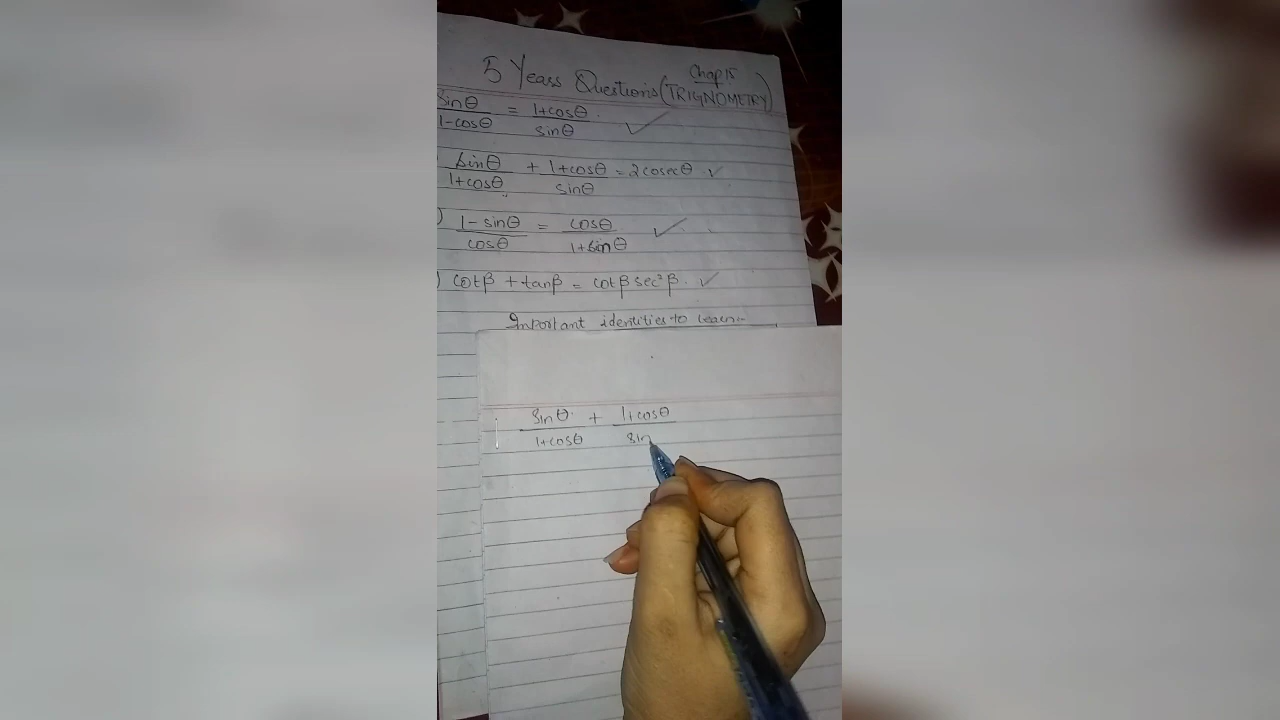 5 Years Questions (Chap 15 TRIGNOMETRY)
sinθ/1-cosθ = 1+cosθ/sinθ. ✓
sinθ/1+cosθ + 1+cosθ/sinθ = 2cosecθ. ✓
) 1-sinθ/cosθ = cosθ/1+sinθ ✓
) cotβ + tanβ = cotβ sec²β. ✓
Important identities to learn
sinθ/1+cosθ + 1+cosθ/sin